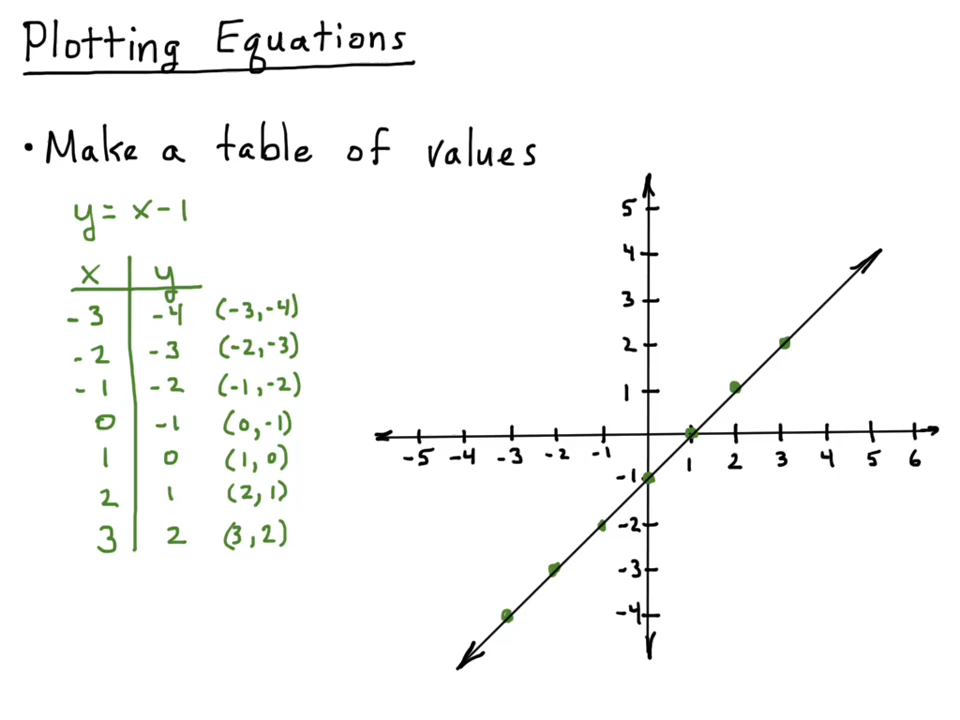 Plotting Equations
• Make a table of values
y = x - 1
x y
-3 -4 (-3,-4)
-2 -3 (-2,-3)
-1 -2 (-1,-2)
0 -1 (0,-1)
1 0 (1,0)
2 1 (2,1)
3 2 (3,2)
5
4
3
2
1
-5 -4 -3 -2 -1 1 2 3 4 5 6
-1
-2
-3
-4